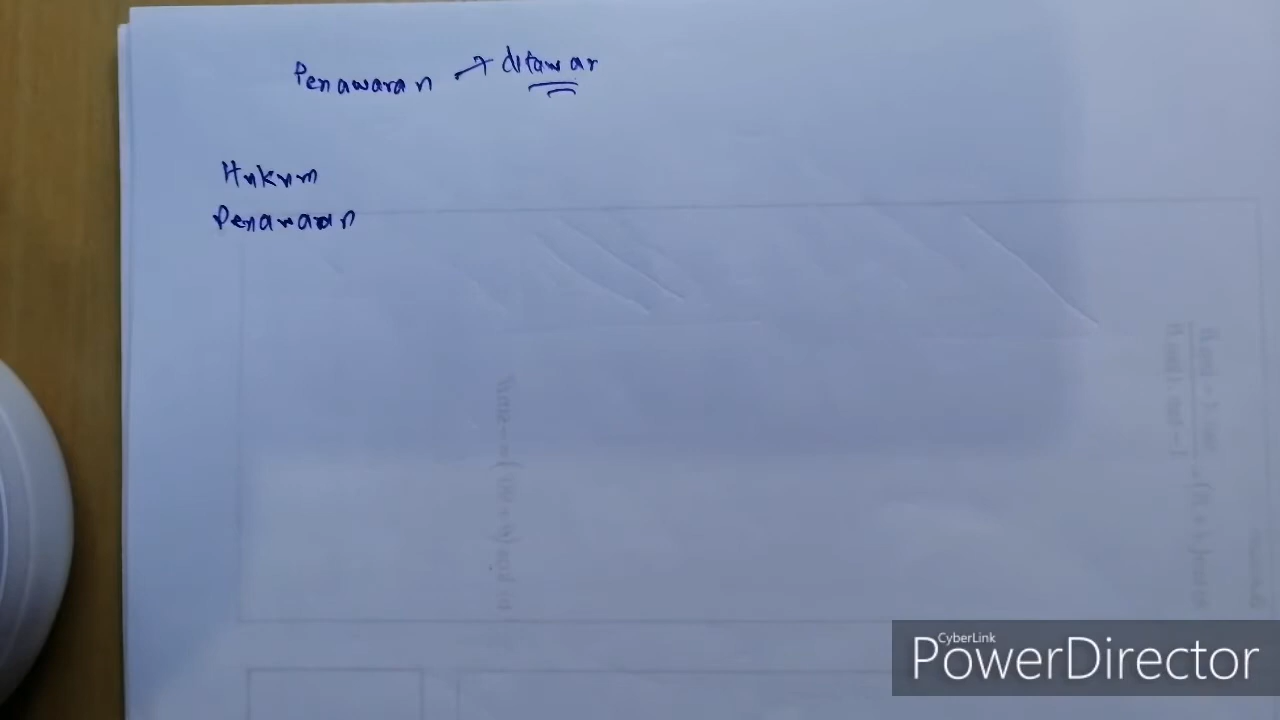 Penawaran → ditawar
Hukum
Penawaran
CyberLink
PowerDirector